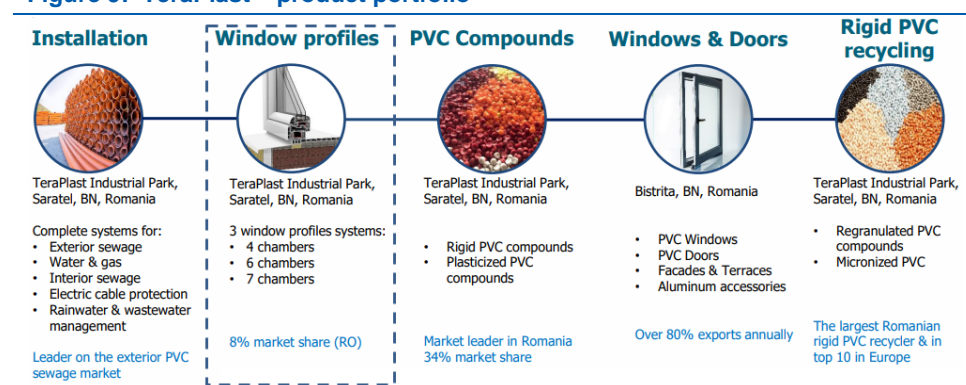 Figure 9: TeraPlast – product portfolio
Installation
TeraPlast Industrial Park,
Saratel, BN, Romania
Complete systems for:
• Exterior sewage
• Water & gas
• Interior sewage
• Electric cable protection
• Rainwater & wastewater
management
Leader on the exterior PVC
sewage market
Window profiles
TeraPlast Industrial Park,
Saratel, BN, Romania
3 window profiles systems:
• 4 chambers
• 6 chambers
• 7 chambers
8% market share (RO)
PVC Compounds
TeraPlast Industrial Park,
Saratel, BN, Romania
• Rigid PVC compounds
• Plasticized PVC
compounds
Market leader in Romania
34% market share
Windows & Doors
Bistrita, BN, Romania
• PVC Windows
• PVC Doors
• Facades & Terraces
• Aluminum accessories
Over 80% exports annually
Rigid PVC
recycling
TeraPlast Industrial Park,
Saratel, BN, Romania
• Regranulated PVC
compounds
• Micronized PVC
The largest Romanian
rigid PVC recycler & in
top 10 in Europe